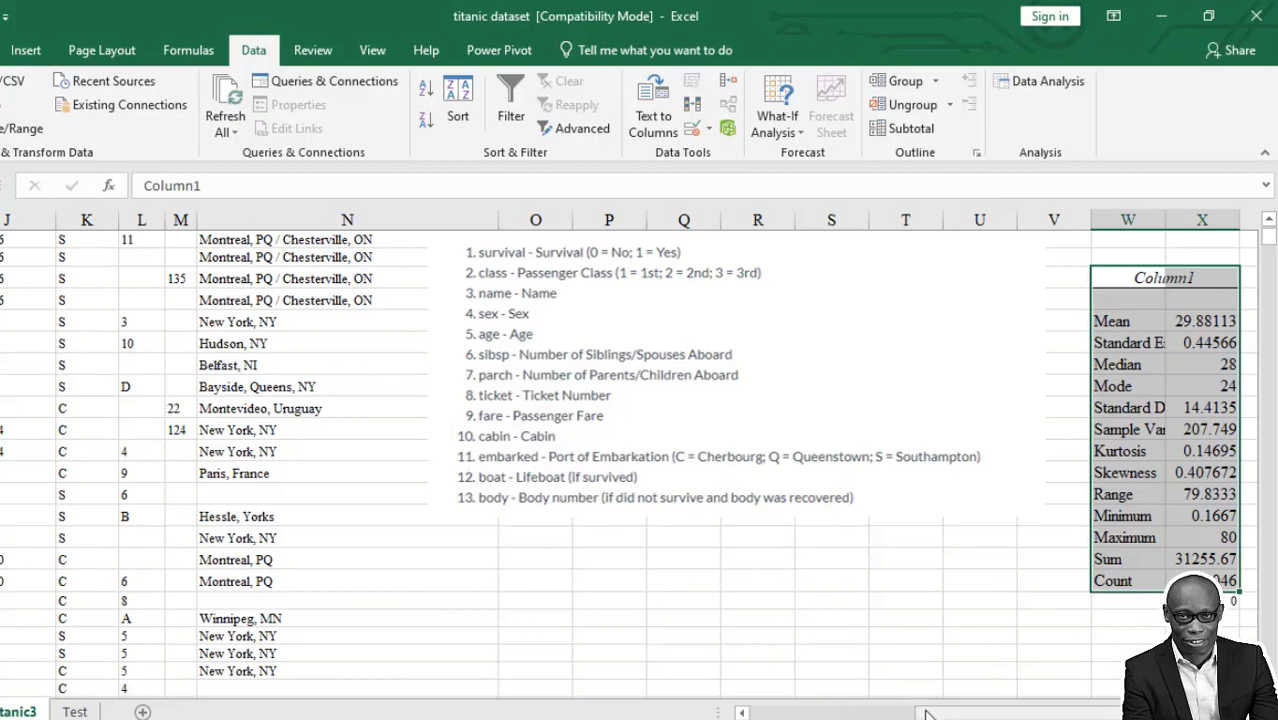 titanic dataset [Compatibility Mode] - Excel
Sign in
Insert
Page Layout
Formulas
Data
Review
View
Help
Power Pivot
Tell me what you want to do
Share
/CSV
Recent Sources
Existing Connections
e/Range
& Transform Data
Refresh
All
Queries & Connections
Properties
Edit Links
Queries & Connections
Sort
Filter
Clear
Reapply
Advanced
Sort & Filter
Text to
Columns
Data Tools
What-If
Analysis
Forecast
Sheet
Forecast
Group
Ungroup
Subtotal
Outline
Data Analysis
Analysis
fx
Column1
J K L M N O P Q R S T U V W X
6 S 11 Montreal, PQ / Chesterville, ON
6 S Montreal, PQ / Chesterville, ON
6 S 135 Montreal, PQ / Chesterville, ON
6 S Montreal, PQ / Chesterville, ON
S 3 New York, NY
S 10 Hudson, NY
S Belfast, NI
S D Bayside, Queens, NY
C 22 Montevideo, Uruguay
4 C 124 New York, NY
4 C 4 New York, NY
C 9 Paris, France
S 6
S B Hessle, Yorks
S New York, NY
0 C Montreal, PQ
0 C 6 Montreal, PQ
C 8
C A Winnipeg, MN
S 5 New York, NY
S 5 New York, NY
C 5 New York, NY
C 4
1. survival - Survival (0 = No; 1 = Yes)
2. class - Passenger Class (1 = 1st; 2 = 2nd; 3 = 3rd)
3. name - Name
4. sex - Sex
5. age - Age
6. sibsp - Number of Siblings/Spouses Aboard
7. parch - Number of Parents/Children Aboard
8. ticket - Ticket Number
9. fare - Passenger Fare
10. cabin - Cabin
11. embarked - Port of Embarkation (C = Cherbourg; Q = Queenstown; S = Southampton)
12. boat - Lifeboat (if survived)
13. body - Body number (if did not survive and body was recovered)
Column1
Mean 29.88113
Standard E 0.44566
Median 28
Mode 24
Standard D 14.4135
Sample Va 207.749
Kurtosis 0.14695
Skewness 0.407672
Range 79.8333
Minimum 0.1667
Maximum 80
Sum 31255.67
Count 046
0
tanic3
Test